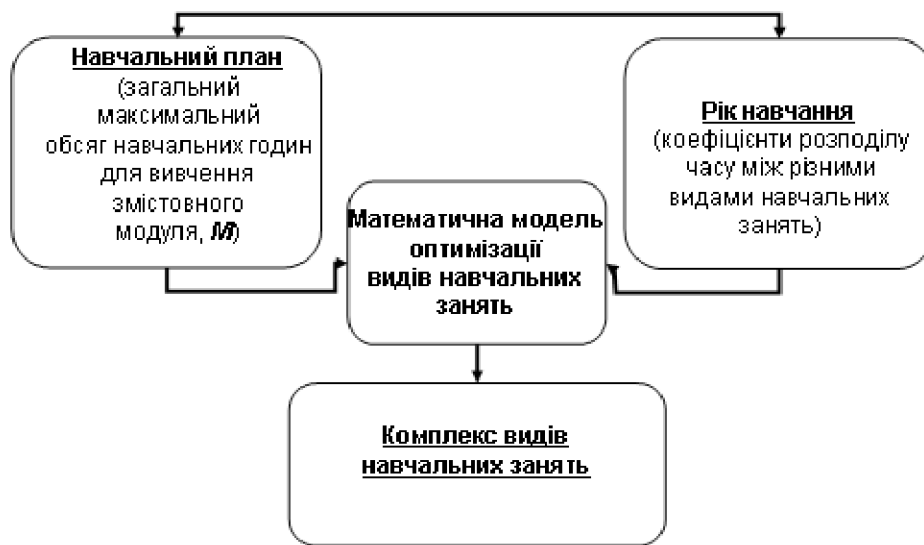 Навчальний план
(загальний
максимальний
обсяг навчальних годин
для вивчення
змістовного
модуля, М)
Рік навчання
(коефіцієнти розподілу
часу між різними
видами навчальних
занять)
Математична модель
оптимізації
видів навчальних
занять
Комплекс видів
навчальних занять